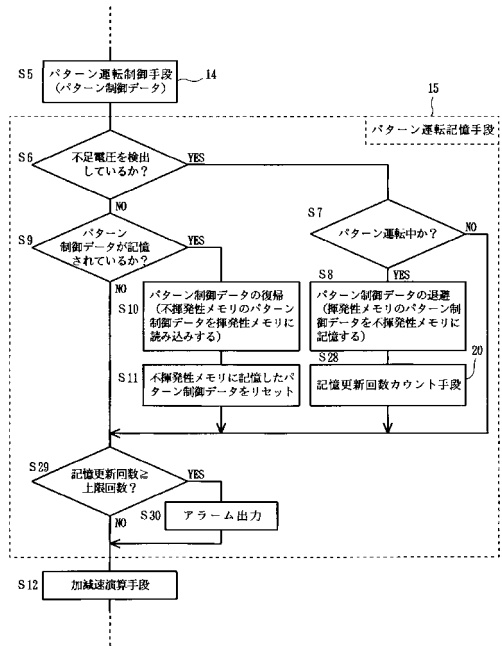 S5
パターン運転制御手段
(パターン制御データ)
14
15
パターン運転記憶手段
S6
不足電圧を検出
しているか?
YES
NO
S7
パターン運転中か?
NO
YES
S9
パターン
制御データが記憶
されているか?
YES
NO
S10
パターン制御データの復帰
(不揮発性メモリのパターン
制御データを揮発性メモリに
読み込みする)
S8
パターン制御データの退避
(揮発性メモリのパターン制
御データを不揮発性メモリに
記憶する)
S11
不揮発性メモリに記憶したパ
ターン制御データをリセット
S28
20
記憶更新回数カウント手段
S29
記憶更新回数≧
上限回数?
YES
NO
S30
アラーム出力
S12
加減速演算手段